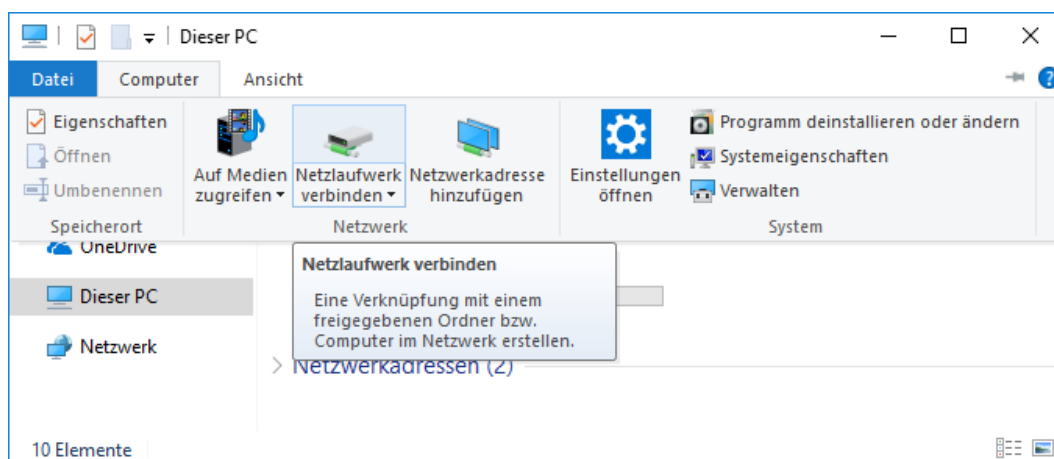 Dieser PC
Datei Computer Ansicht
Eigenschaften
Öffnen
Umbenennen
Speicherort
Auf Medien
zugreifen
Netzlaufwerk
verbinden
Netzwerkadresse
hinzufügen
Netzwerk
Einstellungen
öffnen
Programm deinstallieren oder ändern
Systemeigenschaften
Verwalten
System
OneDrive
Dieser PC
Netzwerk
Netzlaufwerk verbinden
Eine Verknüpfung mit einem
freigegebenen Ordner bzw.
Computer im Netzwerk erstellen.
Netzwerkadressen (2)
10 Elemente